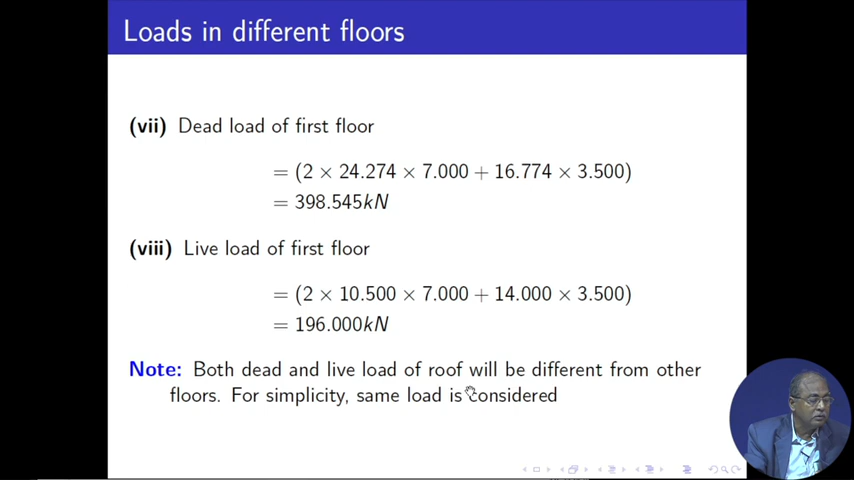 Loads in different floors
(vii) Dead load of first floor
= (2 × 24.274 × 7.000 + 16.774 × 3.500)
= 398.545kN
(viii) Live load of first floor
= (2 × 10.500 × 7.000 + 14.000 × 3.500)
= 196.000kN
Note: Both dead and live load of roof will be different from other
floors. For simplicity, same load is considered